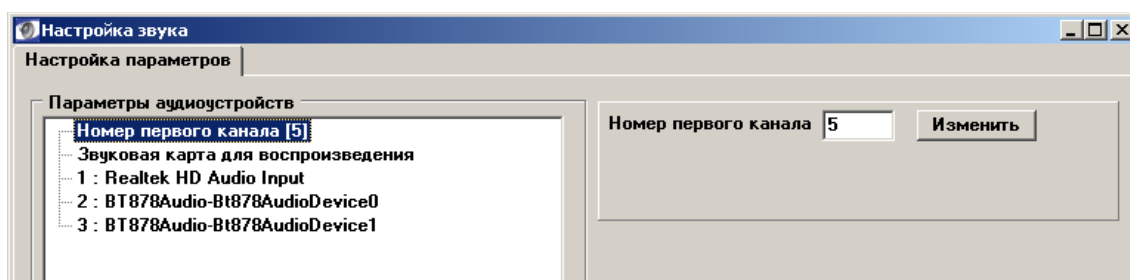 Настройка звука
Настройка параметров
Параметры аудиоустройств
Номер первого канала [5]
Звуковая карта для воспроизведения
1 : Realtek HD Audio Input
2 : BT878Audio-Bt878AudioDevice0
3 : BT878Audio-Bt878AudioDevice1
Номер первого канала 5 Изменить